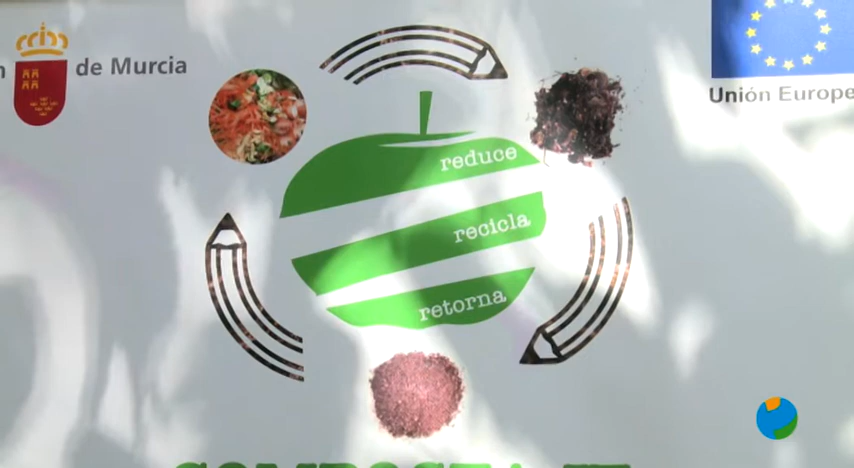 de Murcia
Unión Europe
reduce
recicla
retorna